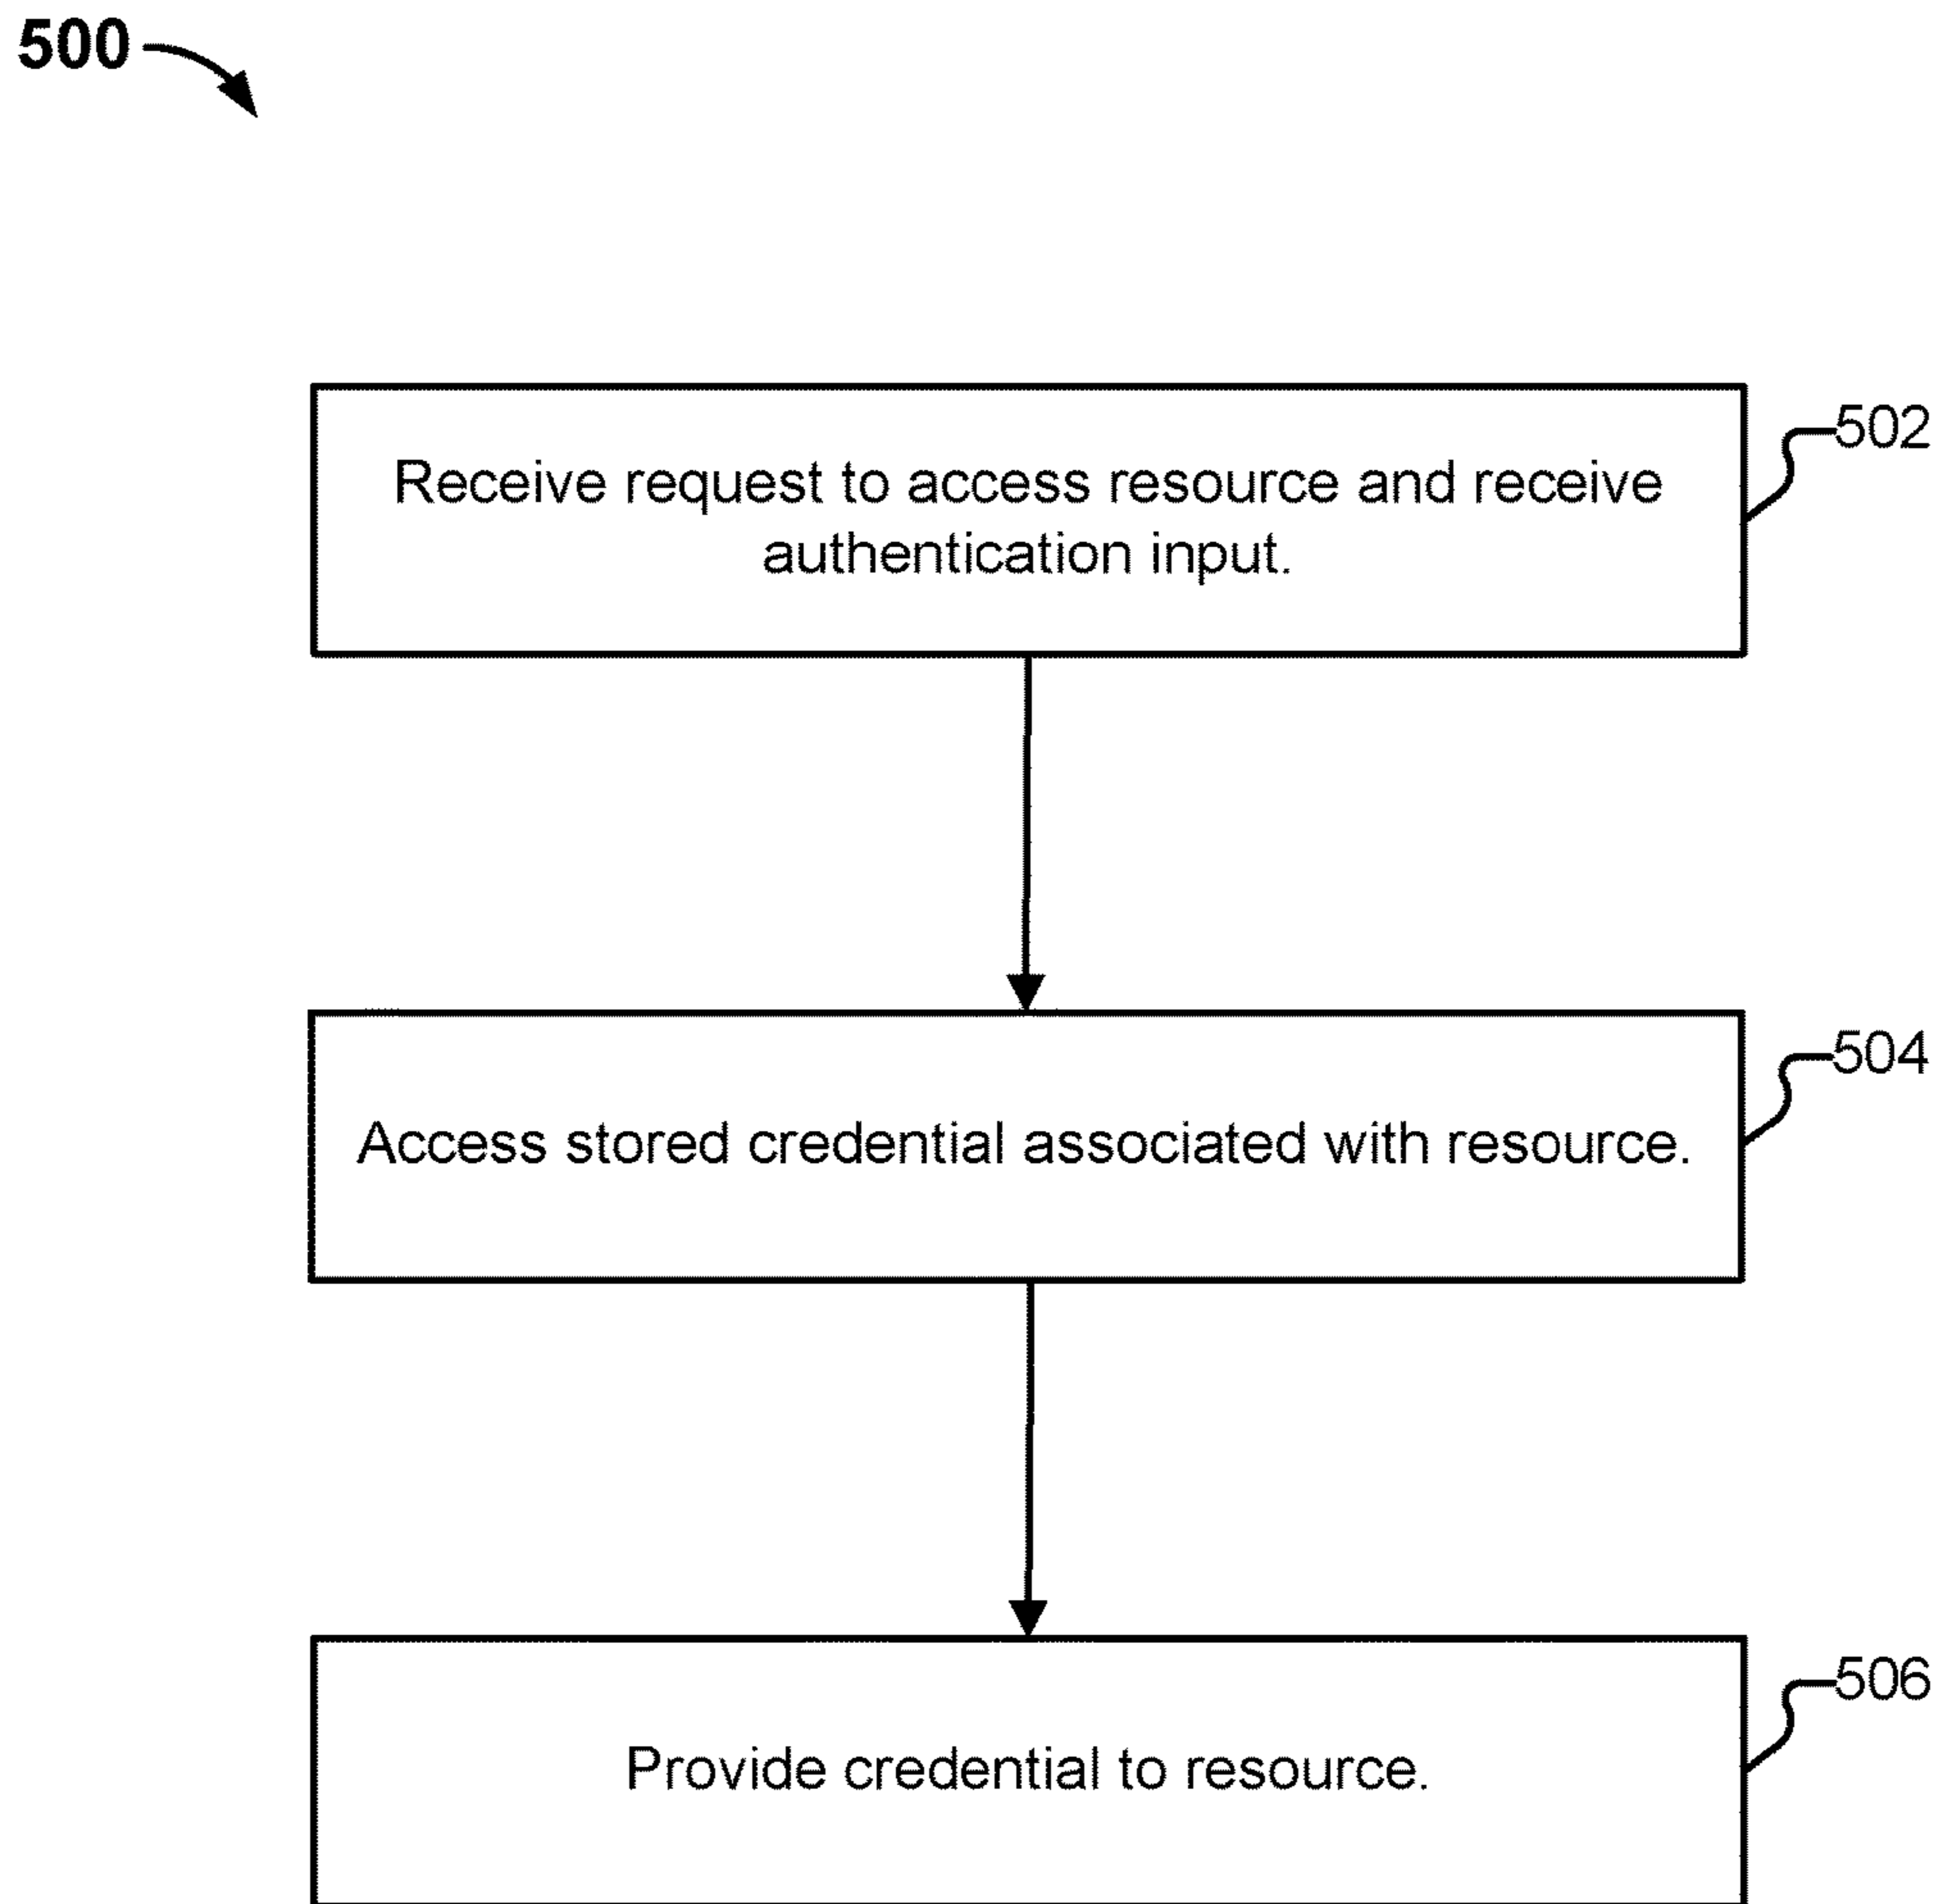 500
502
Receive request to access resource and receive
authentication input.
504
Access stored credential associated with resource.
506
Provide credential to resource.